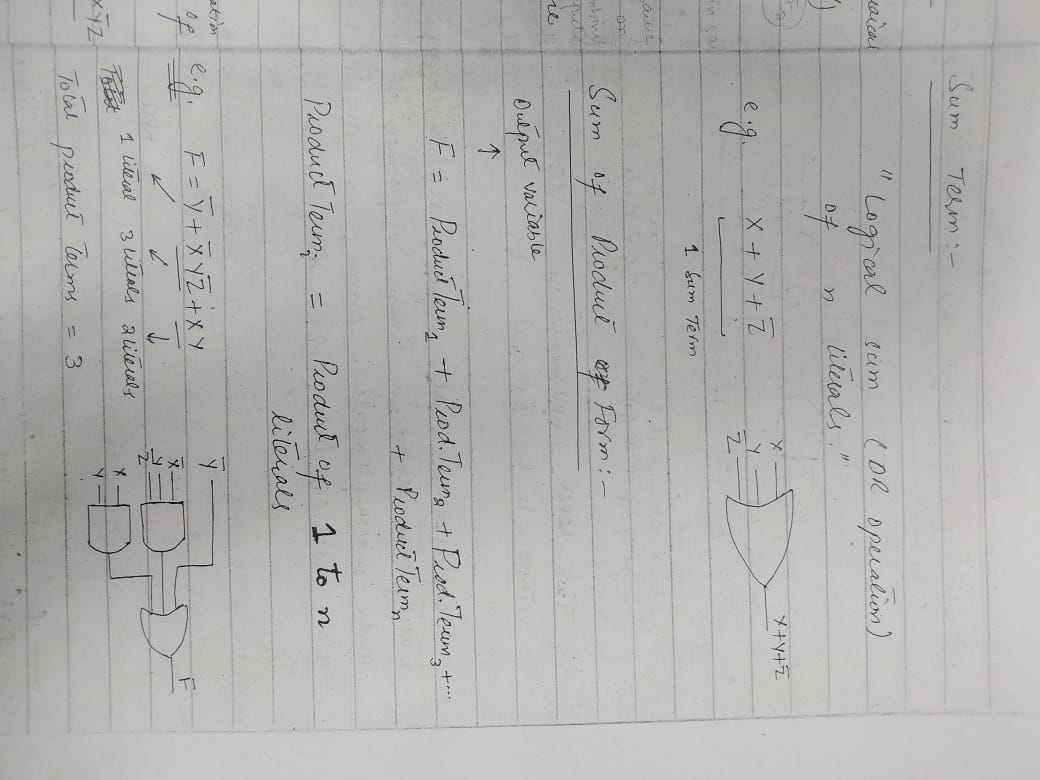 Sum Term:-
"Logical sum (OR operation)
of n literals."
e.g. X + Y + Z̅
X
Y
Z̅
X+Y+Z̅
1 Sum Term
Sum of Product Form:-
Output variable
↑
F = Product Term₁ + Prod.Term₂ + Prod.Term₃ + ...
+ Product Termₙ
Product Term = Product of 1 to n
literals
e.g. F = Y̅ + X̅YZ̅ + XY
1 literal 3 literals 2 literals
Total product terms = 3
Y̅
X̅
Y
Z̅
X
Y
F